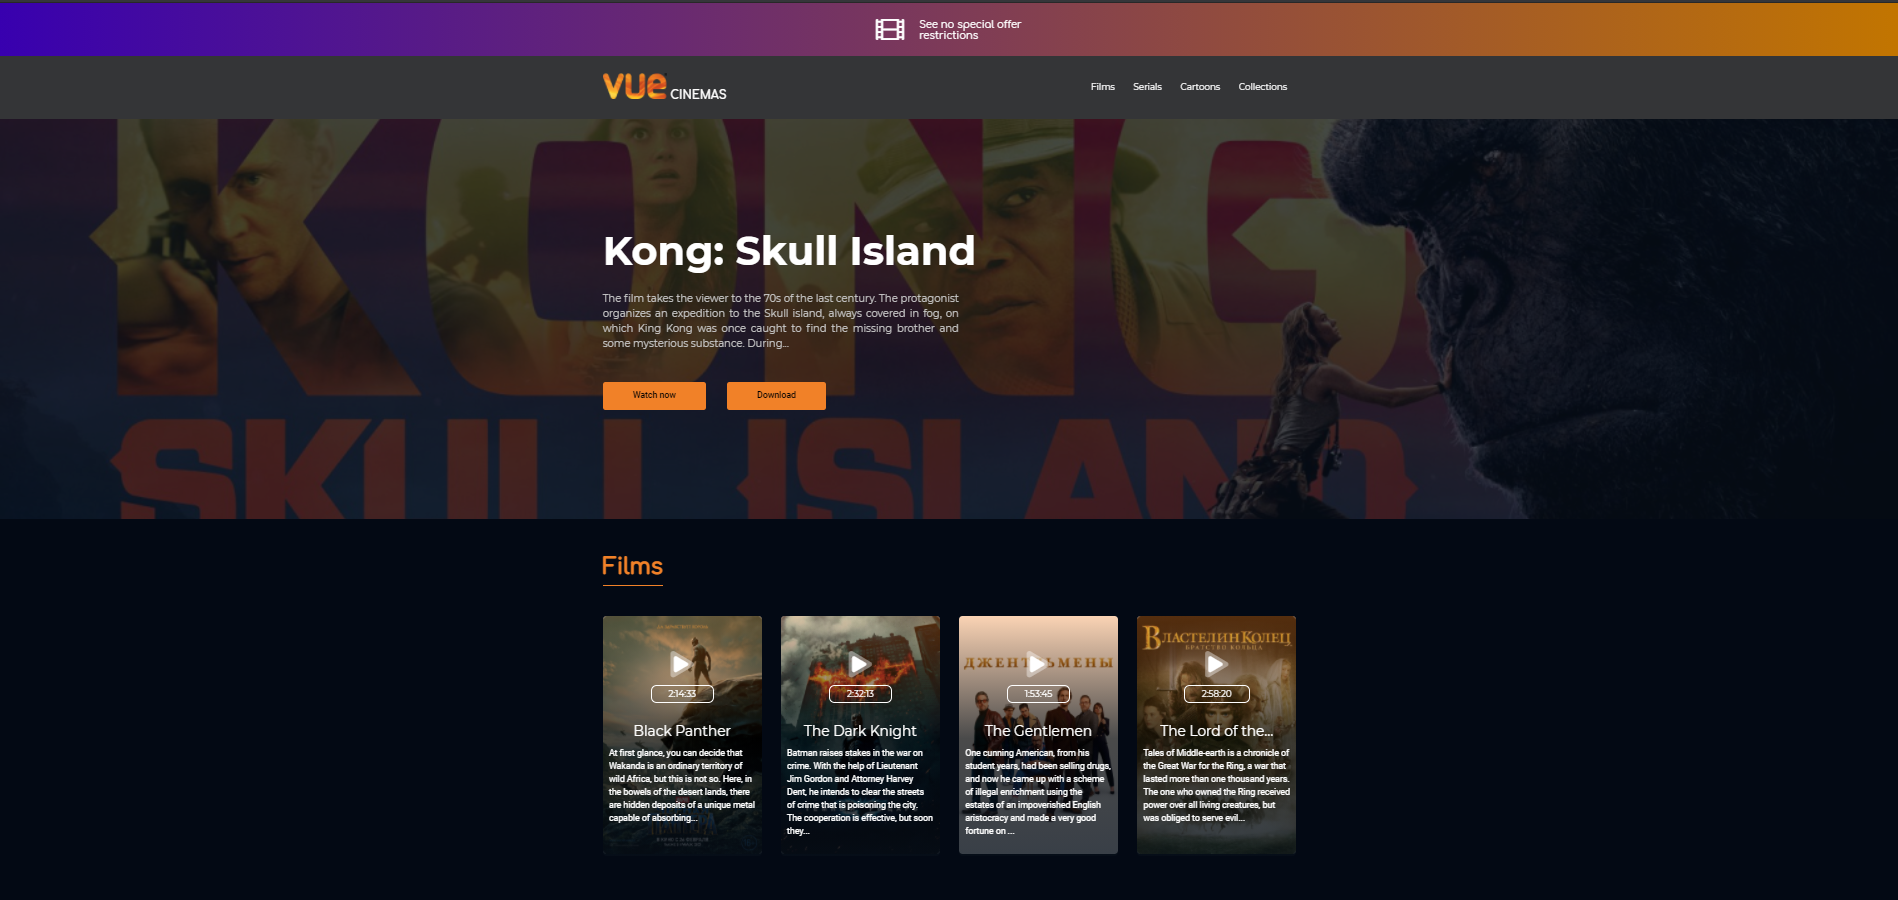 See no special offer
restrictions
vue CINEMAS
Films
Serials
Cartoons
Collections
KONG
SKULL ISLAND
Kong: Skull Island
The film takes the viewer to the 70s of the last century. The protagonist
organizes an expedition to the Skull island, always covered in fog, on
which King Kong was once caught to find the missing brother and
some mysterious substance. During...
Watch now
Download
Films
2:14:33
Black Panther
At first glance, you can decide that
Wakanda is an ordinary territory of
wild Africa, but this is not so. Here, in
the bowels of the desert lands, there
are hidden deposits of a unique metal
capable of absorbing...
2:32:13
The Dark Knight
Batman raises stakes in the war on
crime. With the help of Lieutenant
Jim Gordon and Attorney Harvey
Dent, he intends to clear the streets
of crime that is poisoning the city.
The cooperation is effective, but soon
they...
ДЖЕНТЛЬМЕНЫ
1:53:45
The Gentlemen
One cunning American, from his
student years, had been selling drugs,
and now he came up with a scheme
of illegal enrichment using the
estates of an impoverished English
aristocracy and made a very good
fortune on ...
ВЛАСТЕЛИН КОЛЕЦ
БРАТСТВО КОЛЬЦА
2:58:20
The Lord of the...
Tales of Middle-earth is a chronicle of
the Great War for the Ring, a war that
lasted more than one thousand years.
The one who owned the Ring received
power over all living creatures, but
was obliged to serve evil...